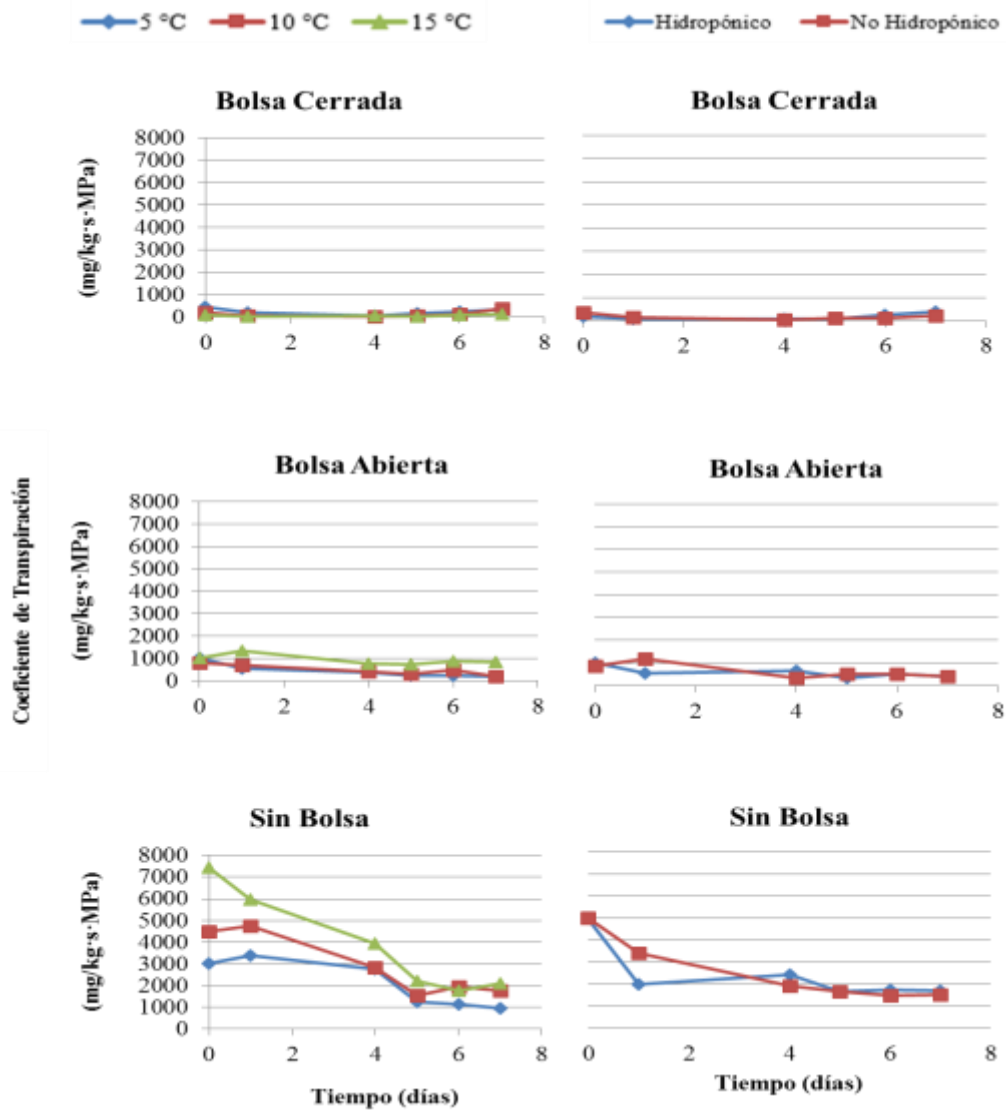 5 °C 10 °C 15 °C Hidropónico No Hidropónico
Bolsa Cerrada
(mg/kg·s·MPa)
8000
7000
6000
5000
4000
3000
2000
1000
0
0 2 4 6 8
Bolsa Cerrada
0 2 4 6 8
Coeficiente de Transpiración
Bolsa Abierta
(mg/kg·s·MPa)
8000
7000
6000
5000
4000
3000
2000
1000
0
0 2 4 6 8
Bolsa Abierta
0 2 4 6 8
Sin Bolsa
(mg/kg·s·MPa)
8000
7000
6000
5000
4000
3000
2000
1000
0
0 2 4 6 8
Tiempo (días)
Sin Bolsa
0 2 4 6 8
Tiempo (días)